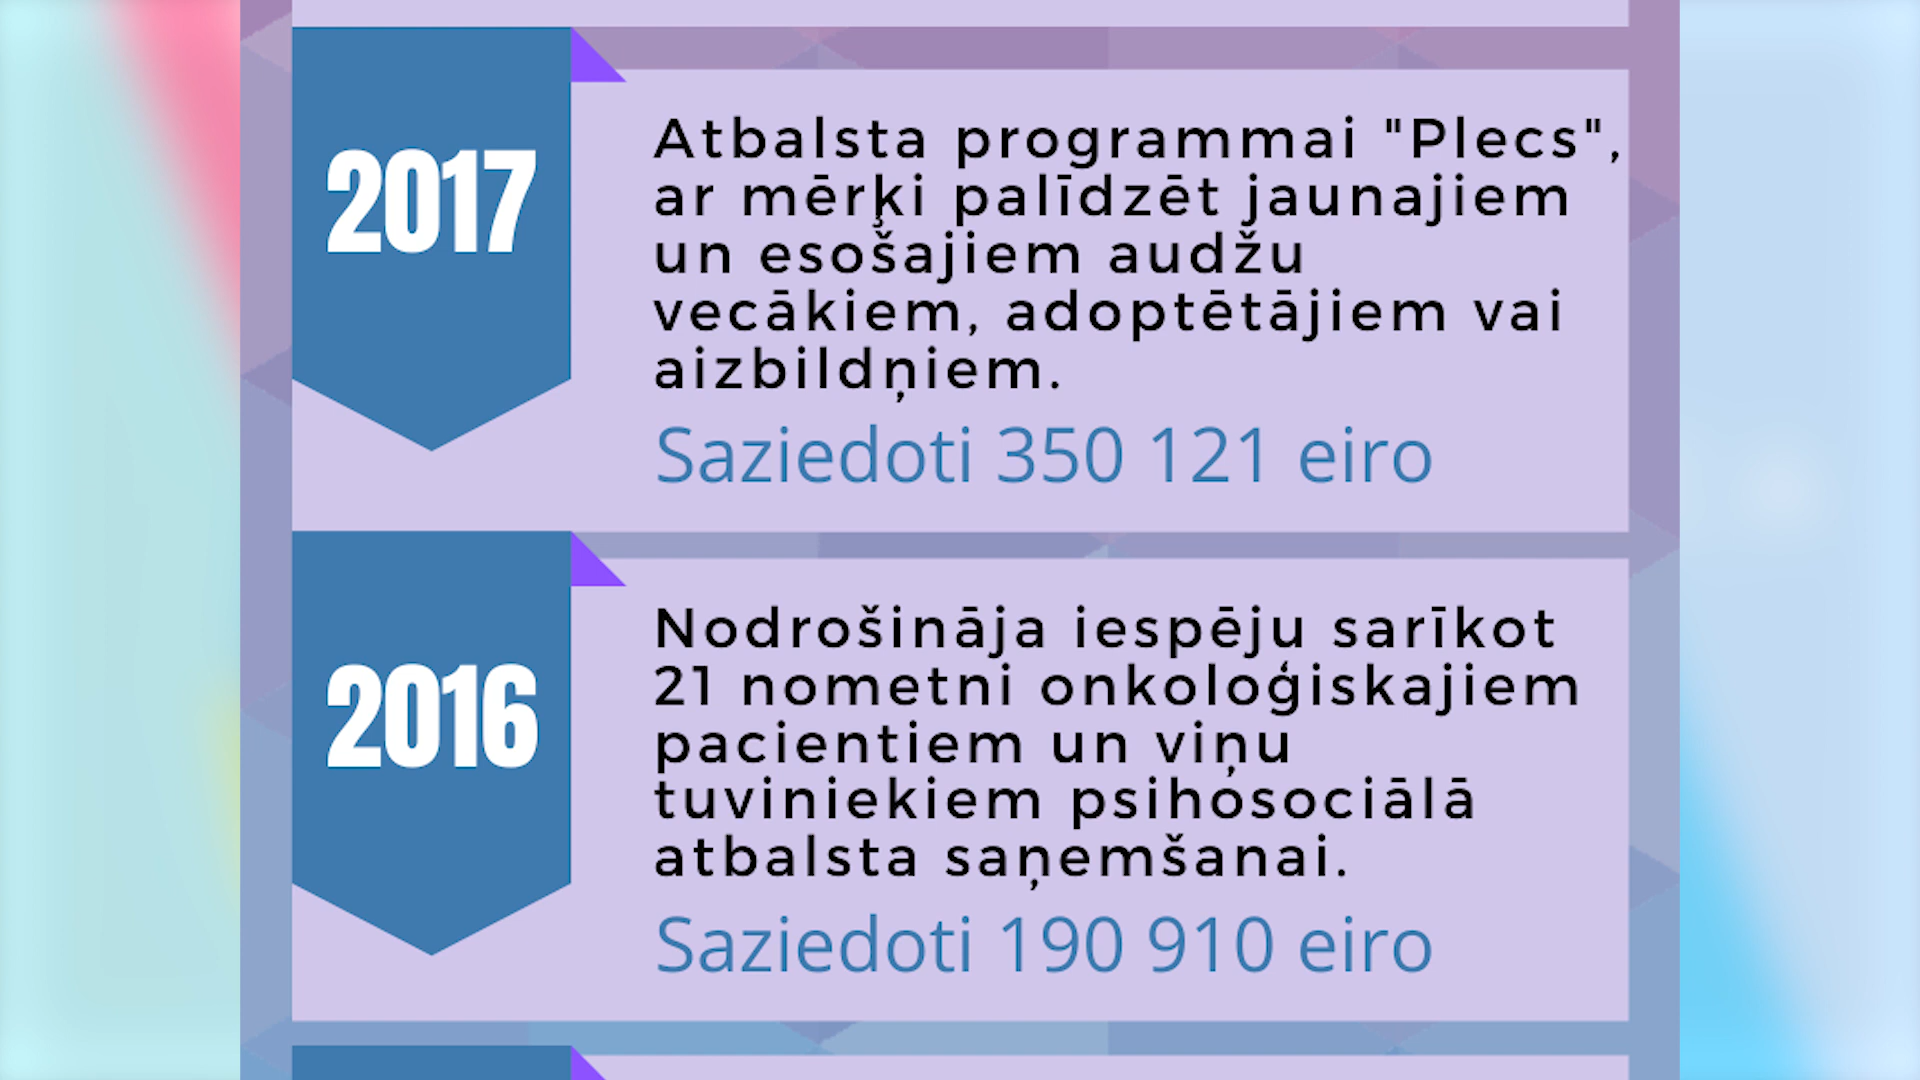 2017
Atbalsta programmai "Plecs",
ar mērķi palīdzēt jaunajiem
un esošajiem audžu
vecākiem, adoptētājiem vai
aizbildņiem.
Saziedoti 350 121 eiro
2016
Nodrošināja iespēju sarīkot
21 nometni onkoloģiskajiem
pacientiem un viņu
tuviniekiem psihosociālā
atbalsta saņemšanai.
Saziedoti 190 910 eiro